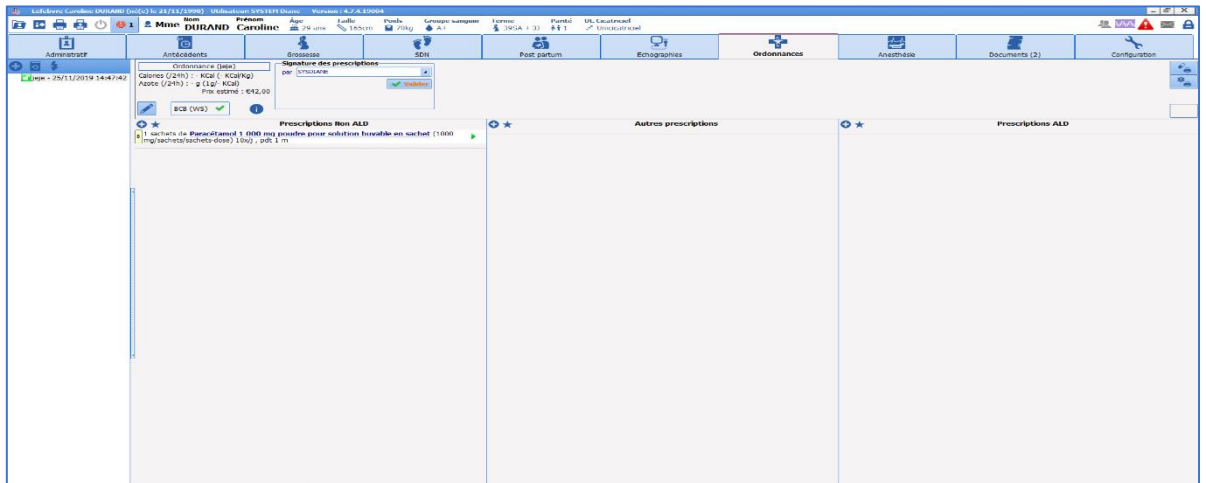 Lefebvre Caroline DURAND (né(e) le 21/11/1990) Utilisateur SYSTEM Diane Version : 4.7.4.19004
1 Mme Nom DURAND Prénom Caroline Âge 29 ans Taille 165cm Poids 70kg Groupe sanguin A+ Terme 39SA + 3j Parité 1 UC Cicatriciel Unicicatriciel
Administratif Antécédents Grossesse SDN Post partum Echographies Ordonnances Anesthésie Documents (2) Configuration
jeje - 25/11/2019 14:47:42
Ordonnance (jeje)
Calories (/24h) : - KCal (- KCal/Kg)
Azote (/24h) : - g (1g/- KCal)
Prix estimé : €42,00
BCB (WS)
Signature des prescriptions
par SYSDIANE
Valider
Prescriptions Non ALD
1 sachets de Paracétamol 1 000 mg poudre pour solution buvable en sachet (1000
mg/sachets/sachets-dose) 10x/j , pdt 1 m
Autres prescriptions
Prescriptions ALD